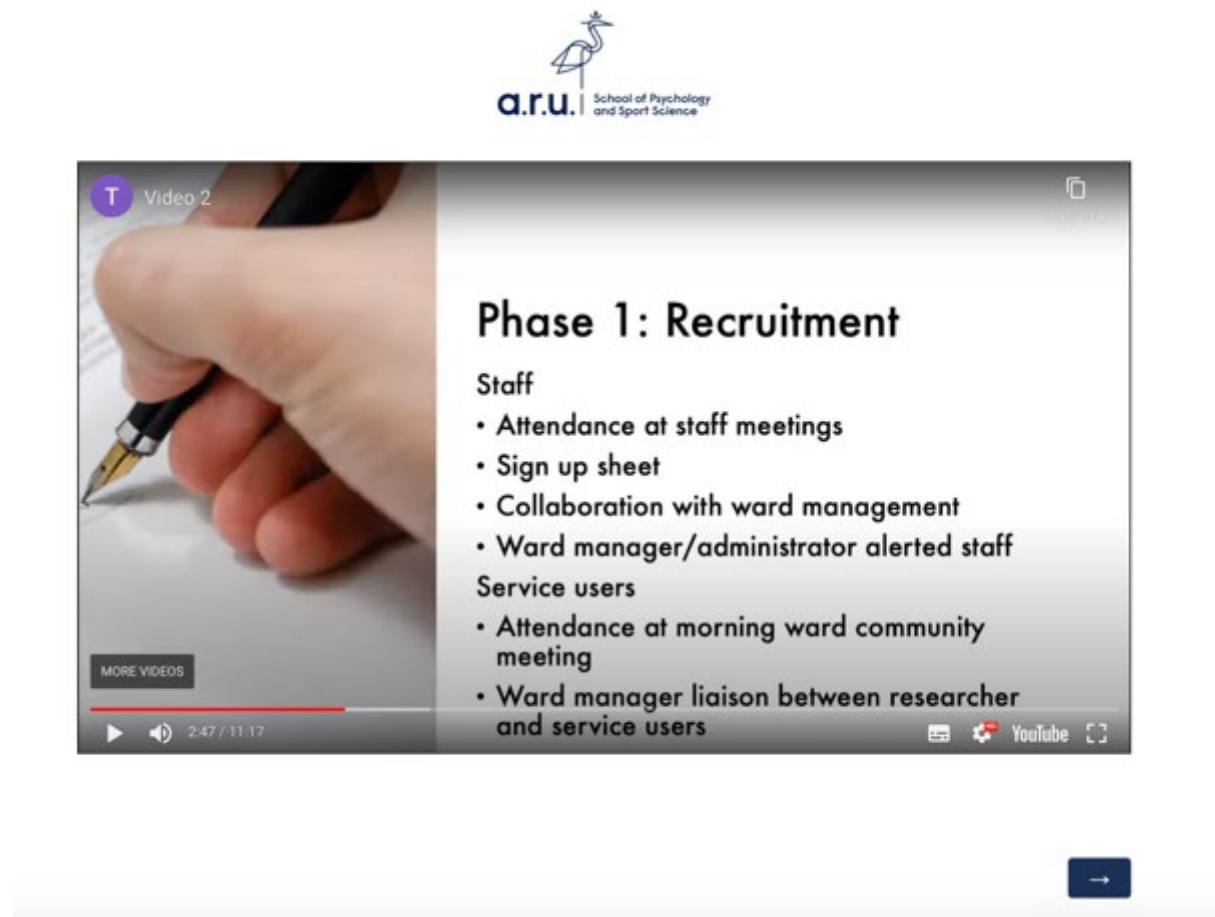 a.r.u.
School of Psychology
and Sport Science
T
Video 2
Phase 1: Recruitment
Staff
• Attendance at staff meetings
• Sign up sheet
• Collaboration with ward management
• Ward manager/administrator alerted staff
Service users
• Attendance at morning ward community
meeting
• Ward manager liaison between researcher
and service users
MORE VIDEOS
2:47 / 11:17
YouTube
→